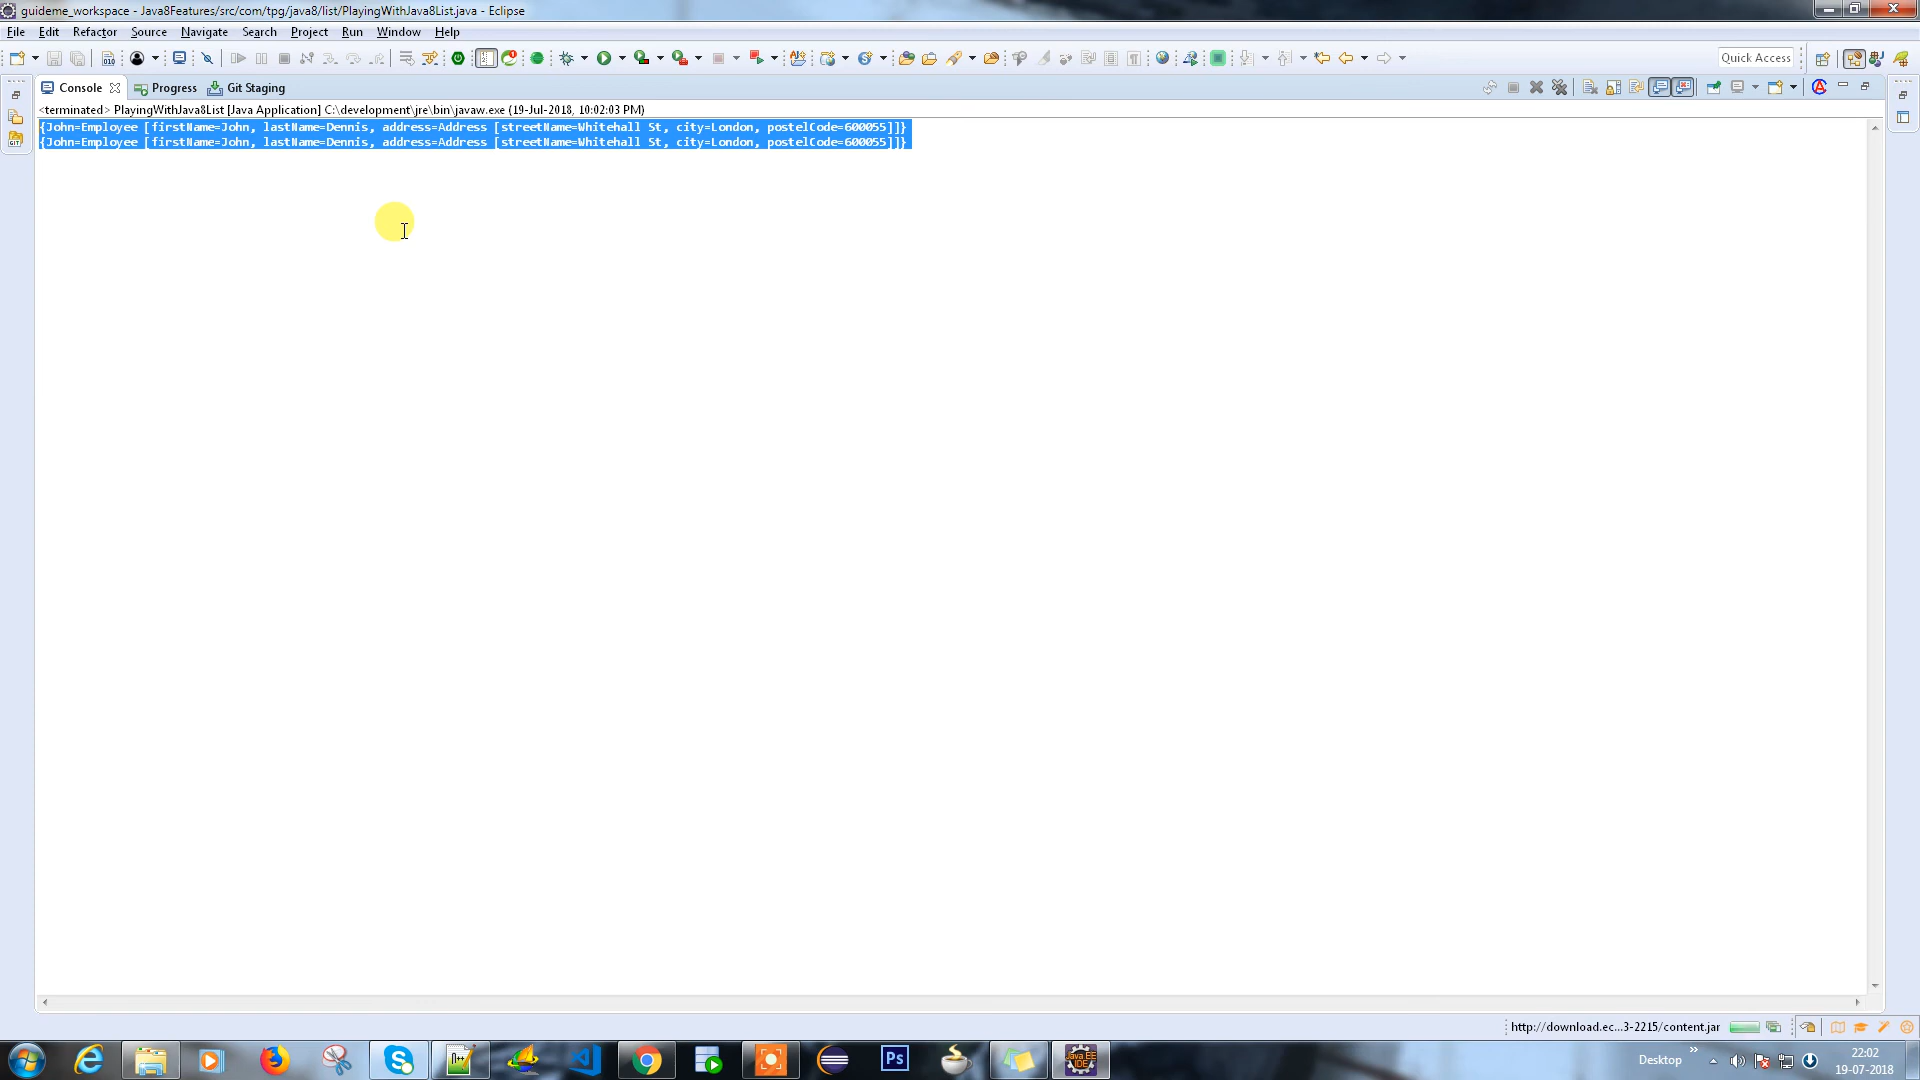 guideme_workspace - Java8Features/src/com/tpg/java8/list/PlayingWithJava8List.java - Eclipse
File Edit Refactor Source Navigate Search Project Run Window Help
Quick Access
Console Progress Git Staging
<terminated> PlayingWithJava8List [Java Application] C:\development\jre\bin\javaw.exe (19-Jul-2018, 10:02:03 PM)
{John=Employee [firstName=John, lastName=Dennis, address=Address [streetName=Whitehall St, city=London, postelCode=600055]]}
{John=Employee [firstName=John, lastName=Dennis, address=Address [streetName=Whitehall St, city=London, postelCode=600055]]}
http://download.ec...3-2215/content.jar
Desktop
22:02
19-07-2018